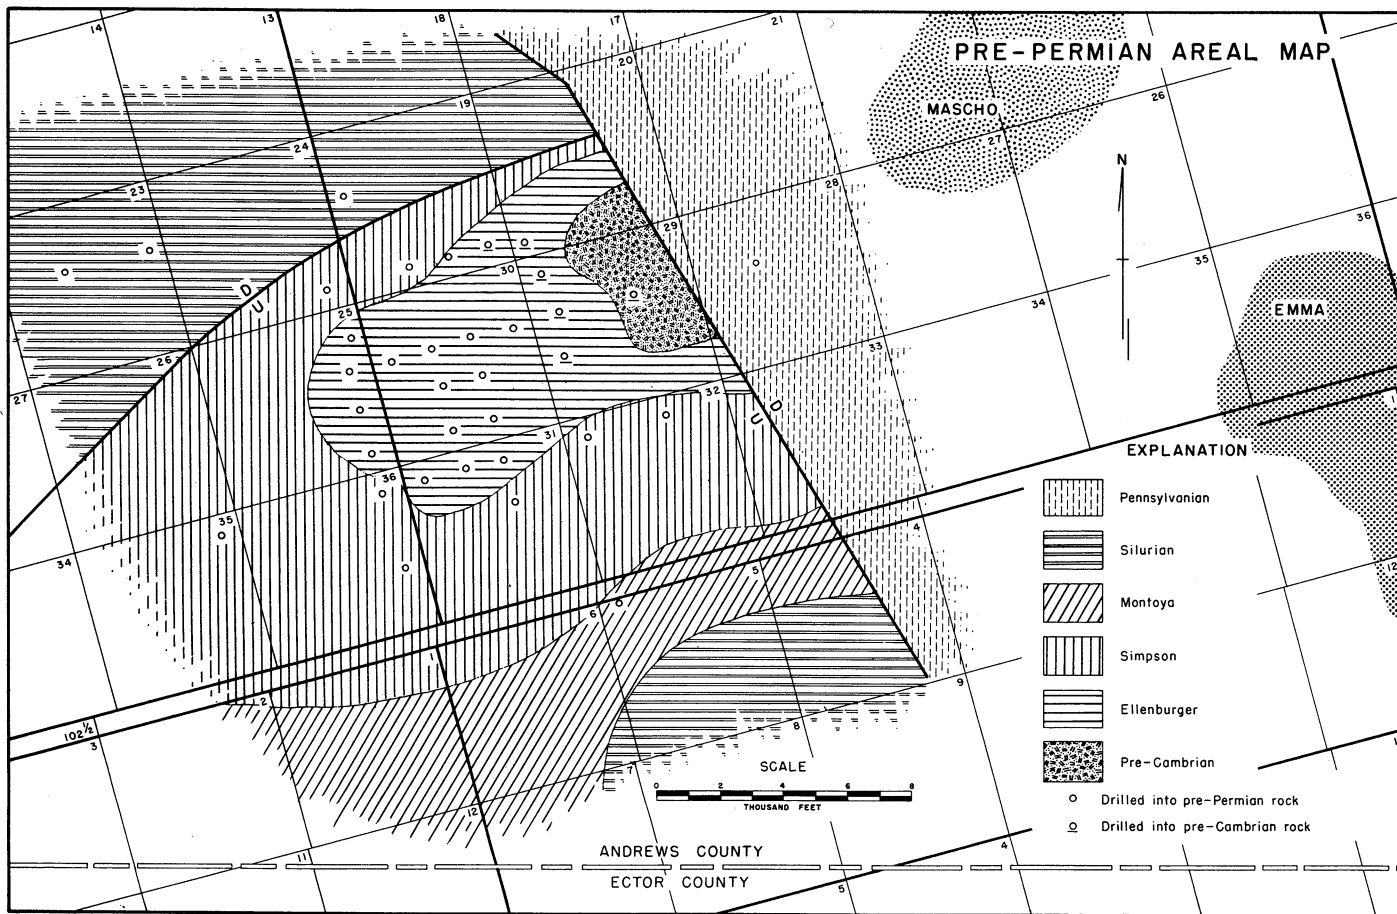 14
13
18
17
21
PRE-PERMIAN AREAL MAP
20
19
26
MASCHO
27
24
N
23
28
36
29
35
30
34
EMMA
D
U
25
33
26
32
27
D
U
1
31
EXPLANATION
36
Pennsylvanian
35
4
Silurian
34
5
12
Montoya
6
Simpson
1
9
2
Ellenburger
8
102½
3
1
7
SCALE
Pre-Cambrian
0 2 4 6 8
THOUSAND FEET
Drilled into pre-Permian rock
12
Drilled into pre-Cambrian rock
4
11
ANDREWS COUNTY
ECTOR COUNTY
5